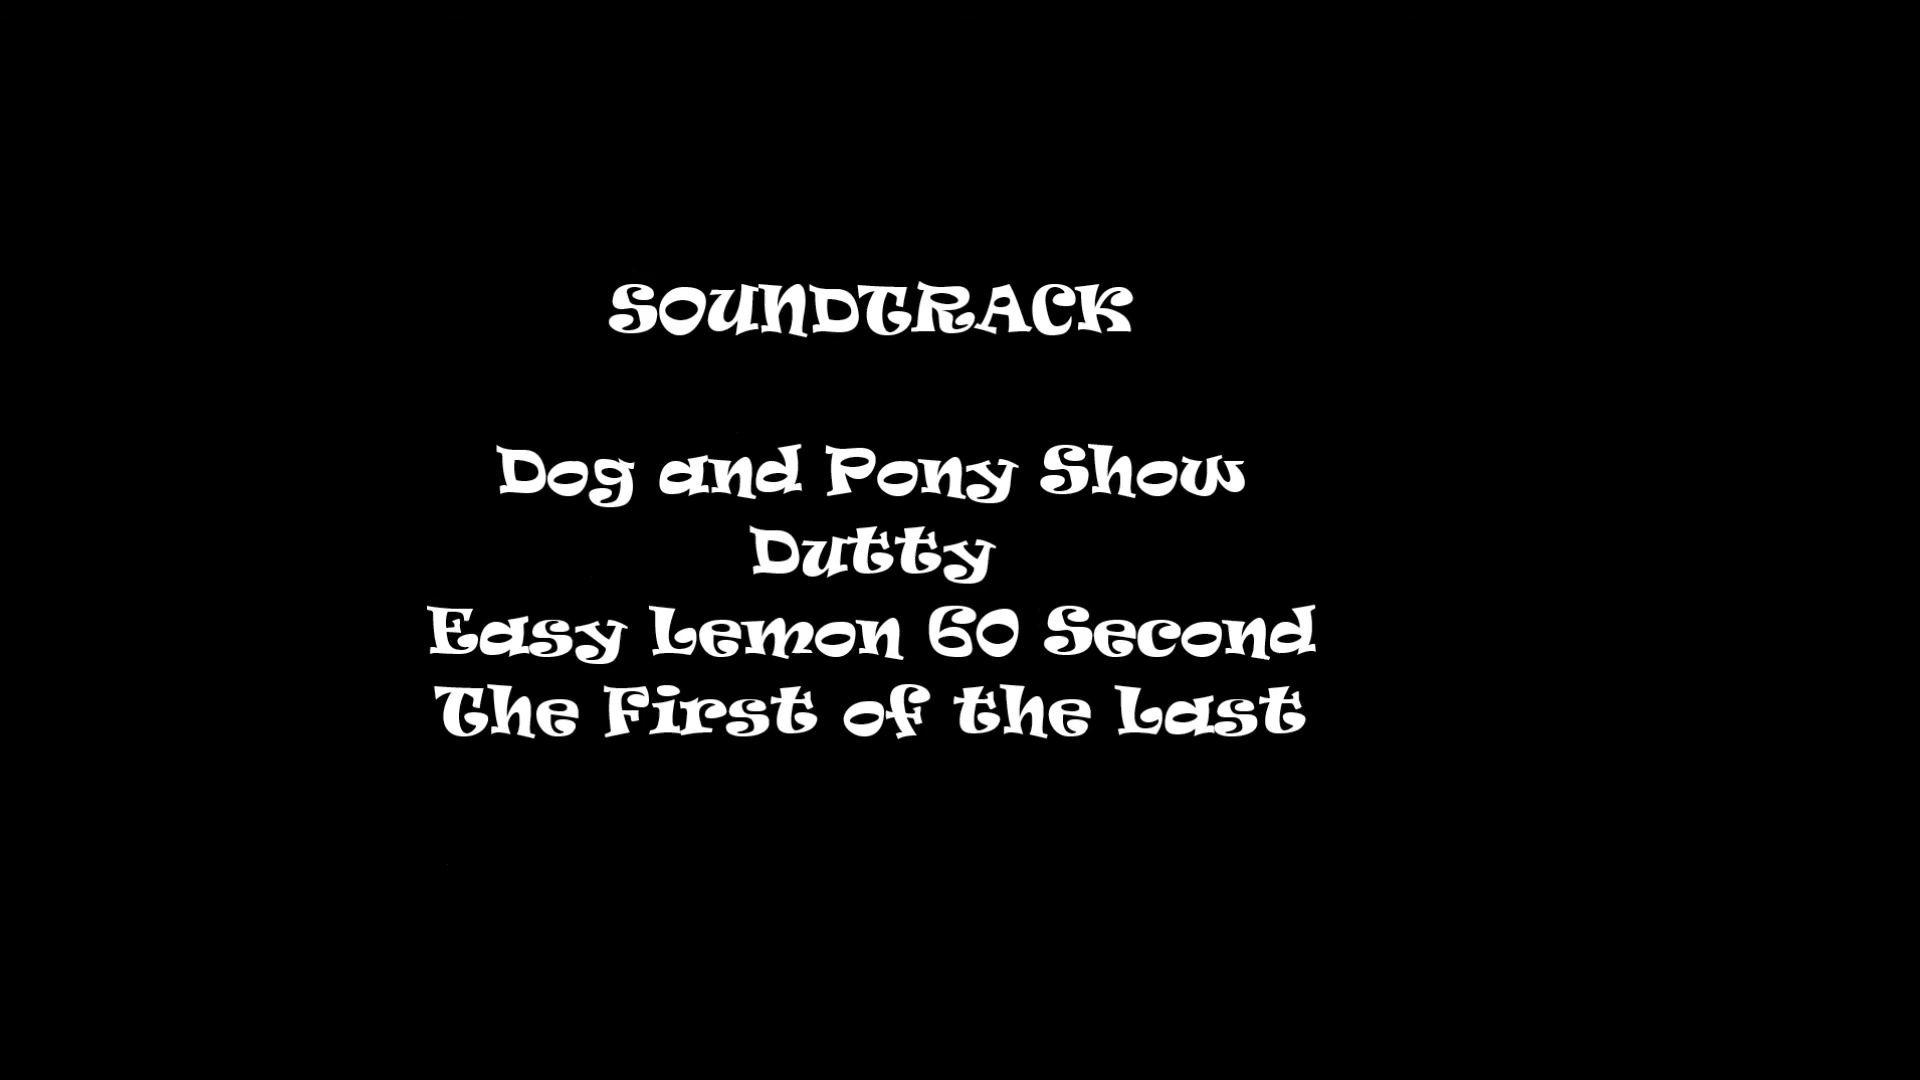 SOUNDTRACK
Dog and Pony Show
Dutty
Easy Lemon 60 Second
The First of the Last